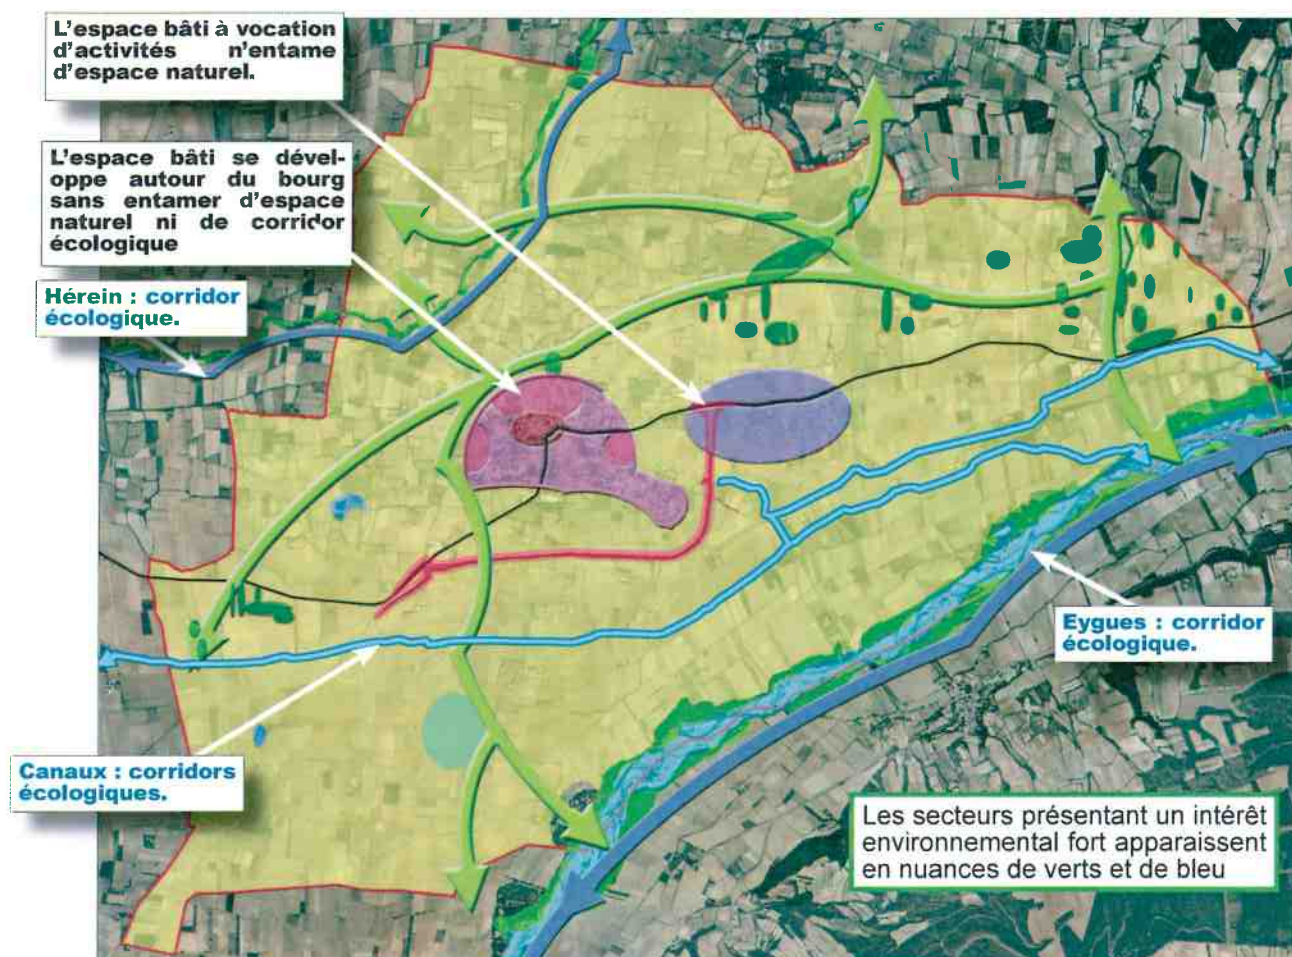 L'espace bâti à vocation
d'activités n'entame
d'espace naturel.
L'espace bâti se dével-
oppe autour du bourg
sans entamer d'espace
naturel ni de corridor
écologique
Hérein : corridor
écologique.
Eygues : corridor
écologique.
Canaux : corridors
écologiques.
Les secteurs présentant un intérêt
environnemental fort apparaissent
en nuances de verts et de bleu